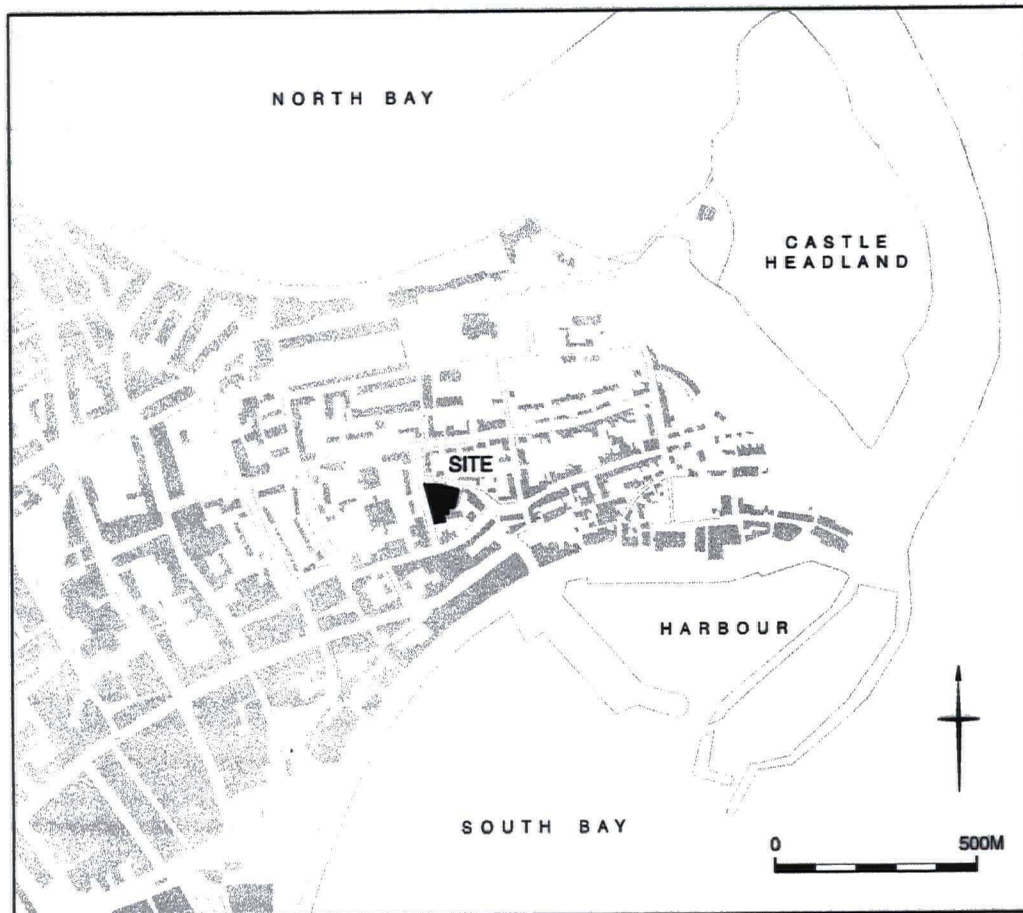 NORTH BAY
CASTLE
HEADLAND
SITE
HARBOUR
SOUTH BAY
0 500M